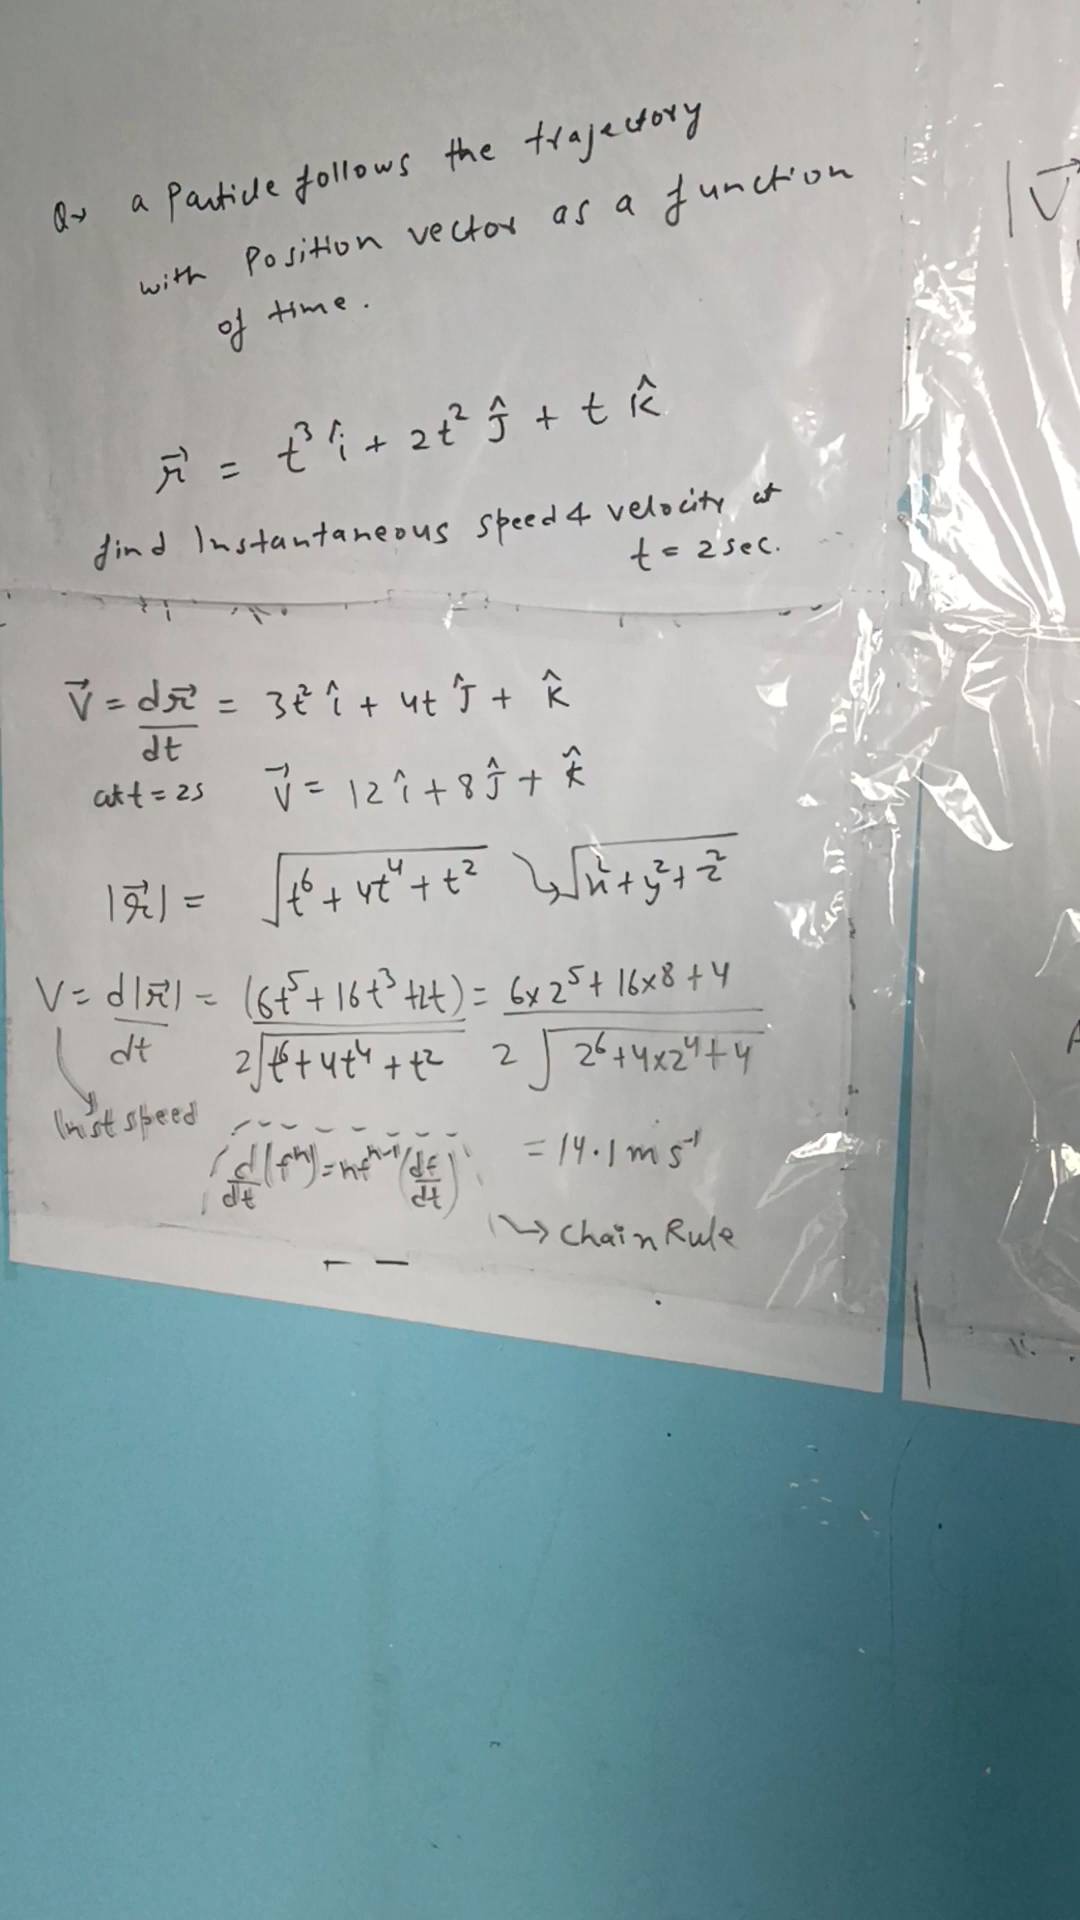 Q→ a Particle follows the trajectory
with Position vector as a function
of time.
r⃗ = t³ î + 2t² ĵ + t k̂
find Instantaneous speed & velocity at
t = 2 sec.
V⃗ = dr⃗/dt = 3t² î + 4t ĵ + k̂
at t = 2s V⃗ = 12 î + 8 ĵ + k̂
|r⃗| = √(t⁶ + 4t⁴ + t²) ↳ √(x² + y² + z²)
V = d|r⃗|/dt = (6t⁵ + 16t³ + 2t)/2√(t⁶ + 4t⁴ + t²) = (6×2⁵ + 16×8 + 4)/2√(2⁶ + 4×2⁴ + 4)
Inst speed
d/dt (fⁿ) = nfⁿ⁻¹ (df/dt) = 14.1 m s⁻¹
↳ Chain Rule
|V⃗